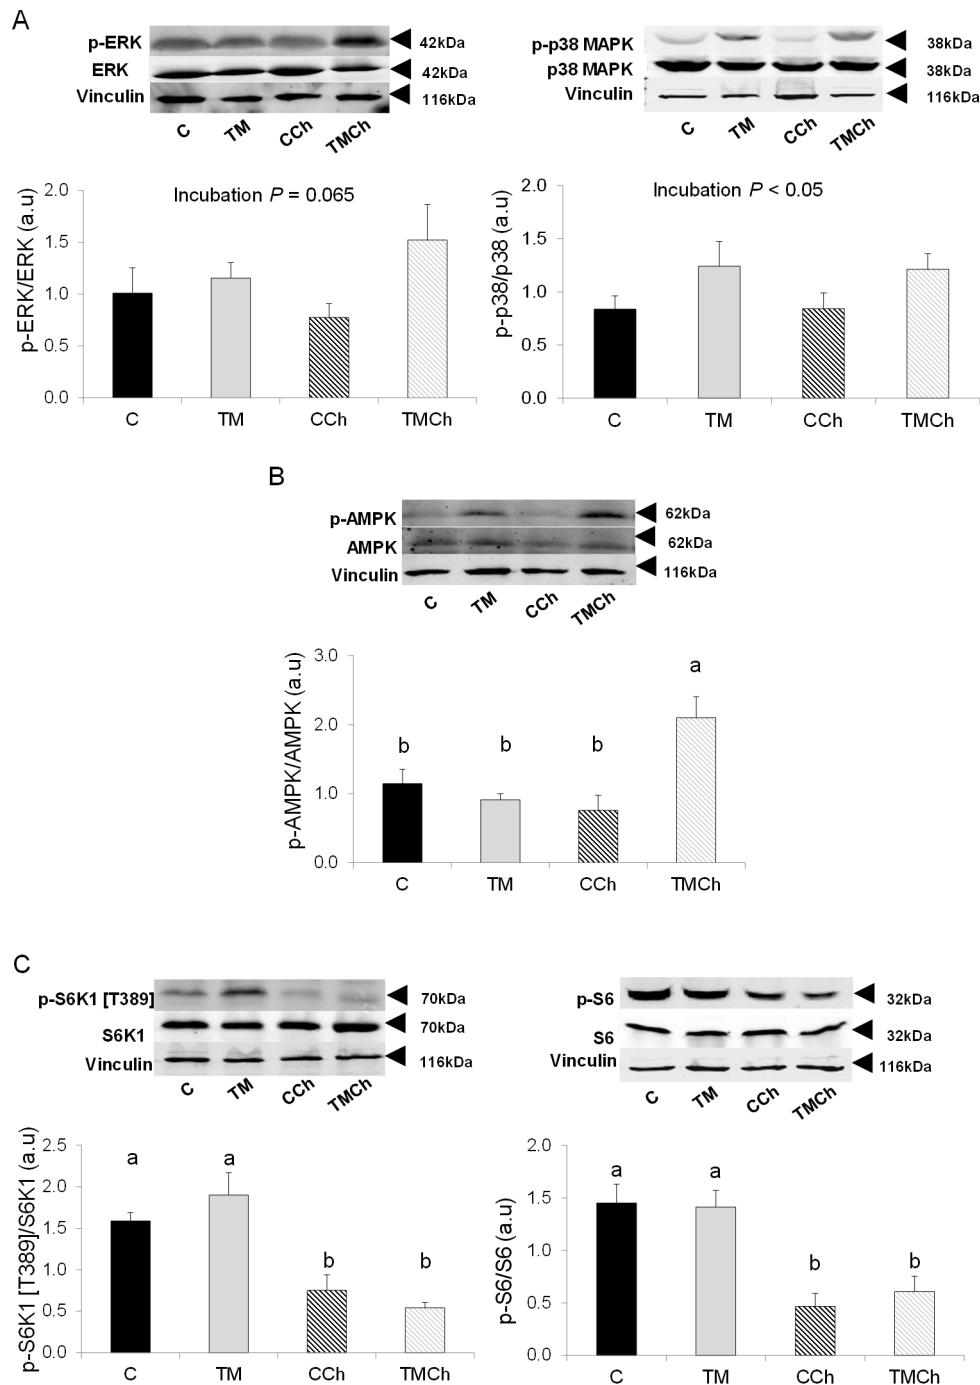 A
p-ERK 42kDa
ERK 42kDa
Vinculin 116kDa
C TM CCh TMCh
p-p38 MAPK 38kDa
p38 MAPK 38kDa
Vinculin 116kDa
C TM CCh TMCh
Incubation P = 0.065
p-ERK/ERK (a.u)
2.0
1.5
1.0
0.5
0.0
C TM CCh TMCh
Incubation P < 0.05
p-p38/p38 (a.u)
2.0
1.5
1.0
0.5
0.0
C TM CCh TMCh
B
p-AMPK 62kDa
AMPK 62kDa
Vinculin 116kDa
C TM CCh TMCh
p-AMPK/AMPK (a.u)
3.0
2.0
1.0
0.0
b b b a
C TM CCh TMCh
C
p-S6K1 [T389] 70kDa
S6K1 70kDa
Vinculin 116kDa
C TM CCh TMCh
p-S6 32kDa
S6 32kDa
Vinculin 116kDa
C TM CCh TMCh
p-S6K1 [T389]/S6K1 (a.u)
2.5
2.0
1.5
1.0
0.5
0.0
a a b b
C TM CCh TMCh
p-S6/S6 (a.u)
2.0
1.5
1.0
0.5
0.0
a a b b
C TM CCh TMCh